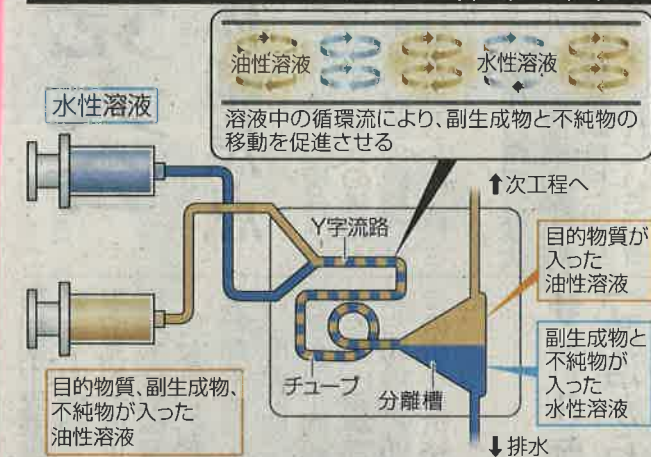 油性溶液
水性溶液
溶液中の循環流により、副生成物と不純物の
移動を促進させる
水性溶液
⬆次工程へ
Y字流路
目的物質が
入った
油性溶液
副生成物と
不純物が
入った
水性溶液
チューブ
分離槽
目的物質、副生成物、
不純物が入った
油性溶液
⬇排水